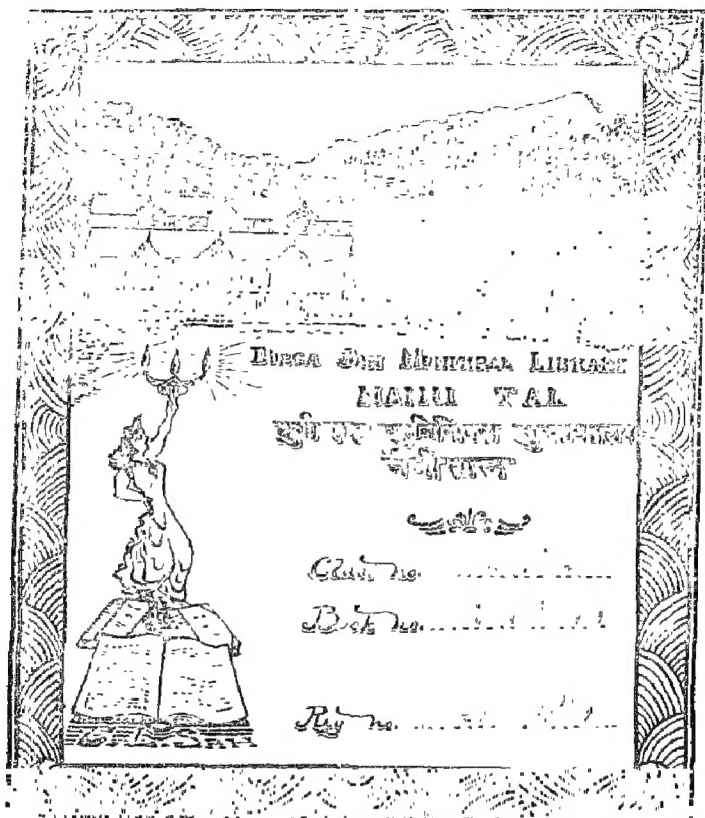 DURGA SAH MUNICIPAL LIBRARY
NAINI TAL
दुर्गा साह म्युनिसिपल पुस्तकालय
नैनीताल
Class no. ....................
Book no. ....................
Reg no. ....................